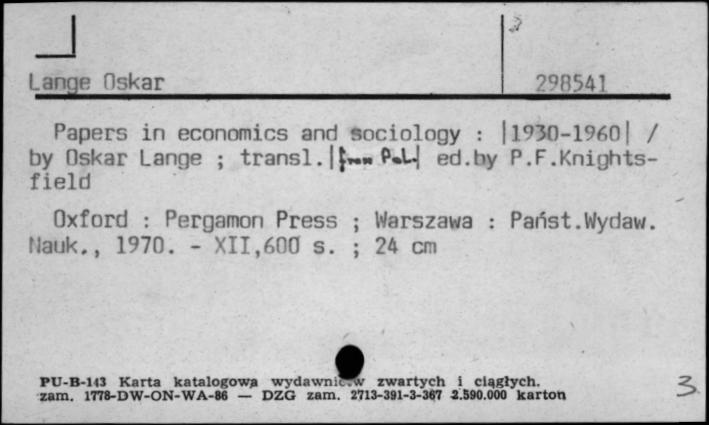 Lange Oskar 298541
Papers in economics and sociology : |1930-1960| /
by Oskar Lange ; transl.|from Pol.| ed.by P.F.Knights-
field
Oxford : Pergamon Press ; Warszawa : Państ.Wydaw.
Nauk., 1970. - XII,600 s. ; 24 cm
PU-B-143 Karta katalogowa wydawnictw zwartych i ciągłych.
zam. 1778-DW-ON-WA-86 — DZG zam. 2713-391-3-367 2.590.000 karton
3